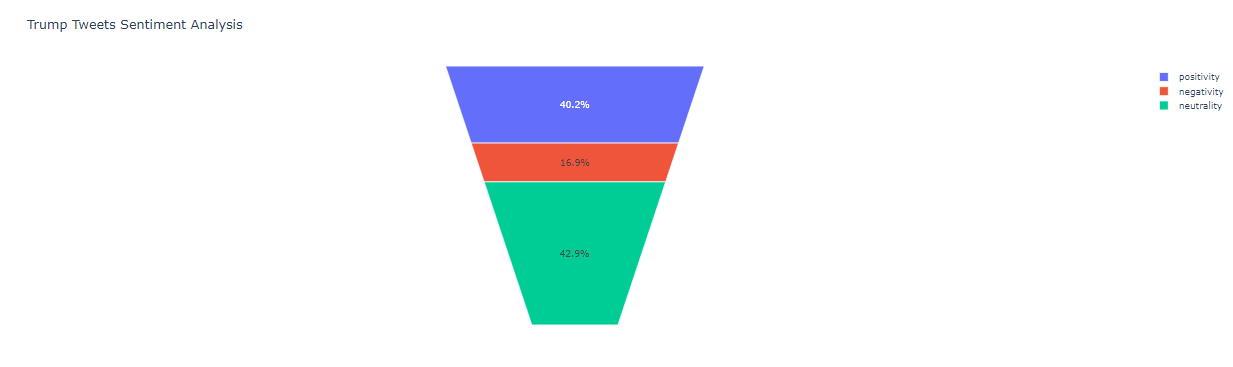 Trump Tweets Sentiment Analysis
40.2%
16.9%
42.9%
positivity
negativity
neutrality